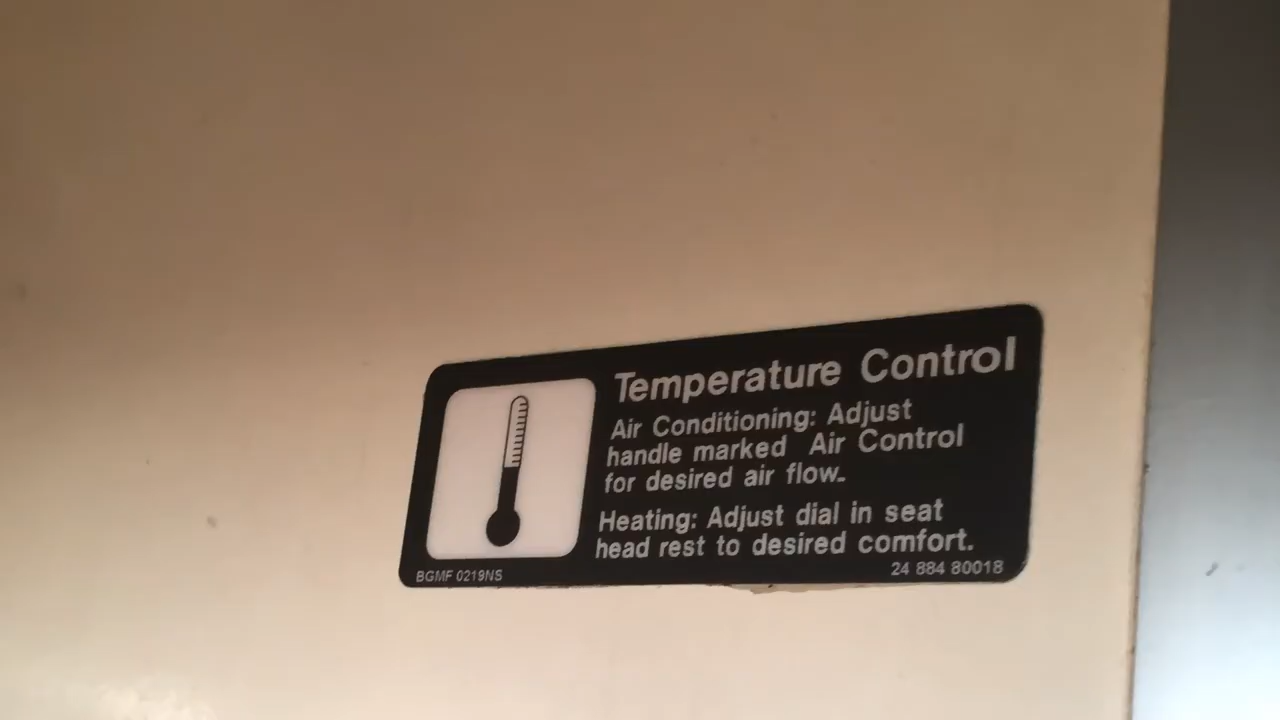 Temperature Control
Air Conditioning: Adjust
handle marked Air Control
for desired air flow.
Heating: Adjust dial in seat
head rest to desired comfort.
BGMF 0219NS
24 884 80018